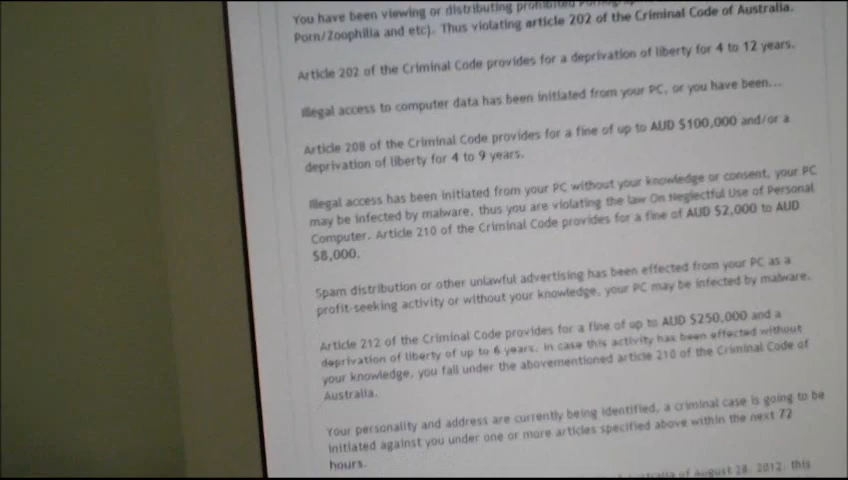 You have been viewing or distributing prohibited
Porn/Zoophilia and etc). Thus violating article 202 of the Criminal Code of Australia.
Article 202 of the Criminal Code provides for a deprivation of liberty for 4 to 12 years.
Illegal access to computer data has been initiated from your PC, or you have been...
Article 208 of the Criminal Code provides for a fine of up to AUD $100,000 and/or a
deprivation of liberty for 4 to 9 years.
Illegal access has been initiated from your PC without your knowledge or consent, your PC
may be infected by malware, thus you are violating the law On Neglectful Use of Personal
Computer. Article 210 of the Criminal Code provides for a fine of AUD $2,000 to AUD
$8,000.
Spam distribution or other unlawful advertising has been effected from your PC as a
profit-seeking activity or without your knowledge, your PC may be infected by malware.
Article 212 of the Criminal Code provides for a fine of up to AUD $250,000 and a
deprivation of liberty of up to 6 years. In case this activity has been effected without
your knowledge, you fall under the abovementioned article 210 of the Criminal Code of
Australia.
Your personality and address are currently being identified, a criminal case is going to be
initiated against you under one or more articles specified above within the next 72
hours.
of august 28, 2012, this